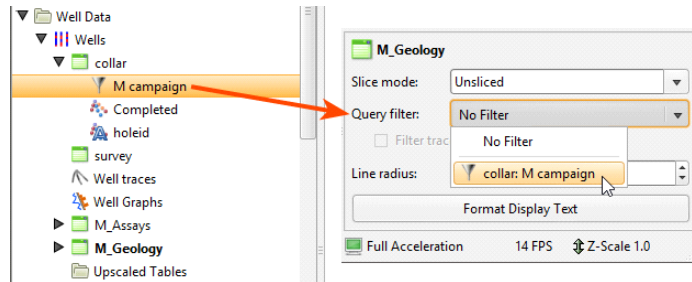 Well Data
Wells
collar
M campaign
Completed
holeid
survey
Well traces
Well Graphs
M_Assays
M_Geology
Upscaled Tables
M_Geology
Slice mode: Unsliced
Query filter: No Filter
Filter trac
No Filter
Line radius:
collar: M campaign
Format Display Text
Full Acceleration 14 FPS Z-Scale 1.0